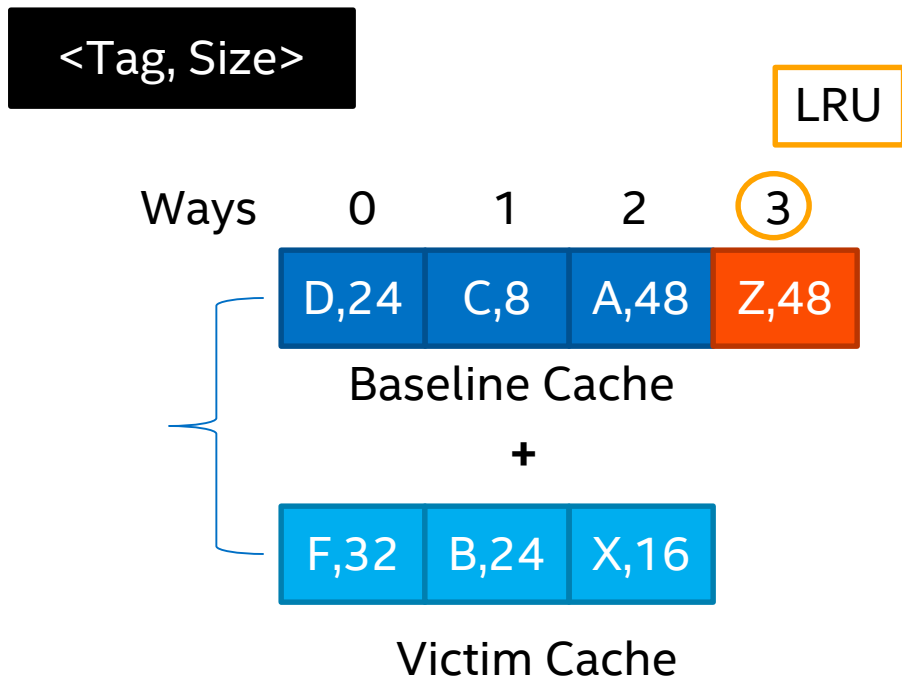 <Tag, Size>
LRU
Ways 0 1 2 3
D,24 C,8 A,48 Z,48
Baseline Cache
+
F,32 B,24 X,16
Victim Cache